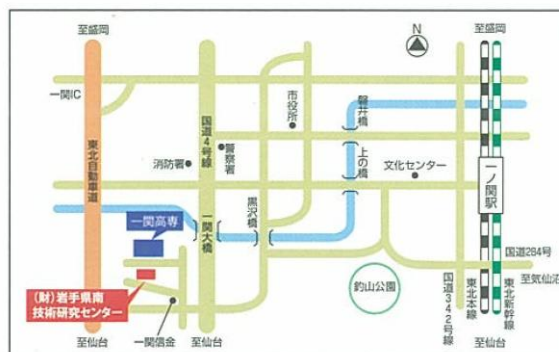 至盛岡
至盛岡
至盛岡
N
一関IC
東北自動車道
国道4号線
消防署
警察署
市役所
磐井橋
上の橋
文化センター
一ノ関駅
一関高専
一関大橋
黒沢橋
国道284号
至気仙沼
(財)岩手県南
技術研究センター
一関信金
釣山公園
国道342号線
東北本線
東北新幹線
至仙台
至仙台
至仙台